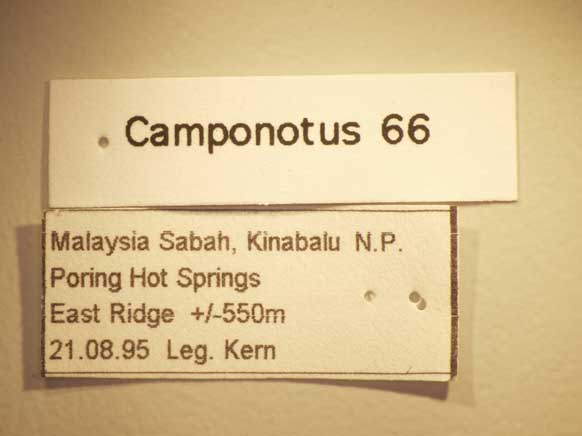 Camponotus 66
Malaysia Sabah, Kinabalu N.P.
Poring Hot Springs
East Ridge +/-550m
21.08.95 Leg. Kern